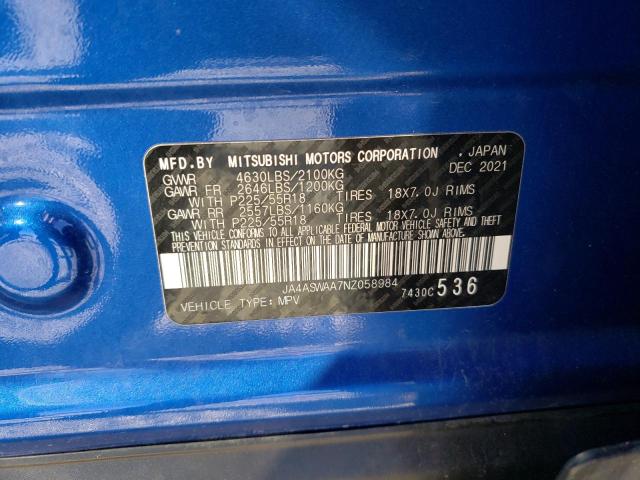 MFD.BY MITSUBISHI MOTORS CORPORATION , JAPAN
GVWR 4630LBS/2100KG DEC 2021
GAWR FR 2646LBS/1200KG
WITH P225/55R18 TIRES 18X7.0J RIMS
GAWR RR 2557LBS/1160KG
WITH P225/55R18 TIRES 18X7.0J RIMS
THIS VEHICLE CONFORMS TO ALL APPLICABLE FEDERAL MOTOR VEHICLE SAFETY AND
THEFT PREVENTION STANDARDS IN EFFECT ON THE DATE OF MANUFACTURE SHOWN ABOVE.
JA4ASWAA7NZ058984 7430C 536
VEHICLE TYPE: MPV